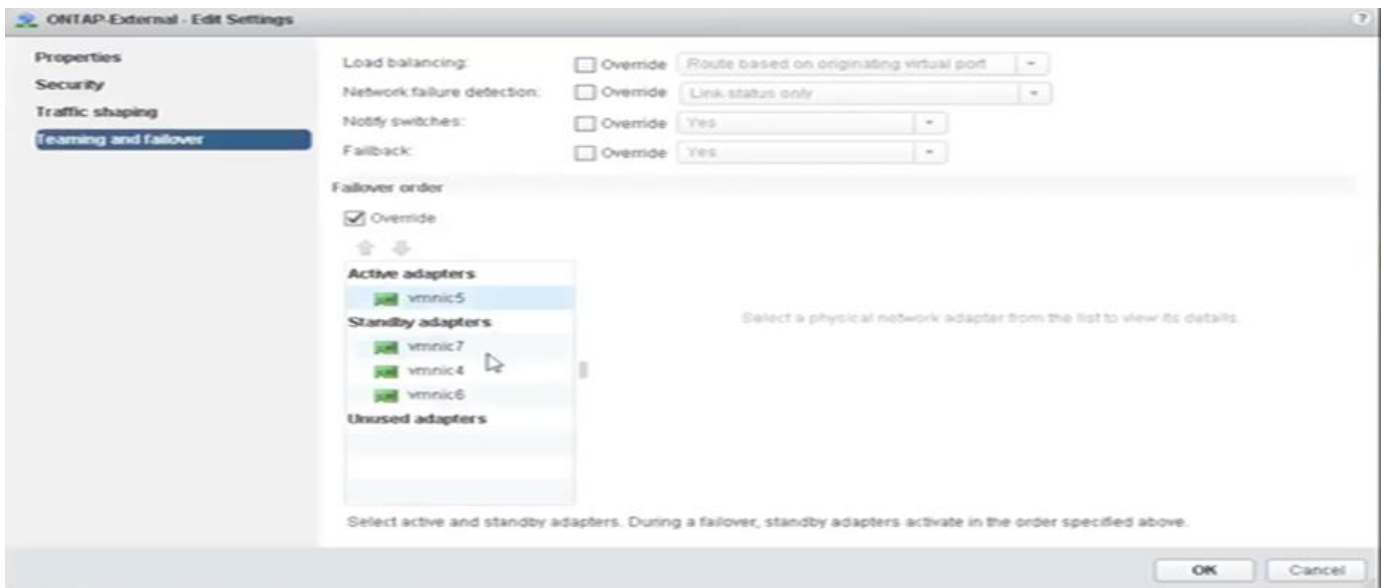 ONTAP-External - Edit Settings
?
Properties
Security
Traffic shaping
Teaming and failover
Load balancing: Override Route based on originating virtual port
Network failure detection: Override Link status only
Notify switches: Override Yes
Failback: Override Yes
Failover order
Override
Active adapters
vmnic5
Standby adapters
vmnic7
vmnic4
vmnic6
Unused adapters
Select a physical network adapter from the list to view its details.
Select active and standby adapters. During a failover, standby adapters activate in the order specified above.
OK Cancel